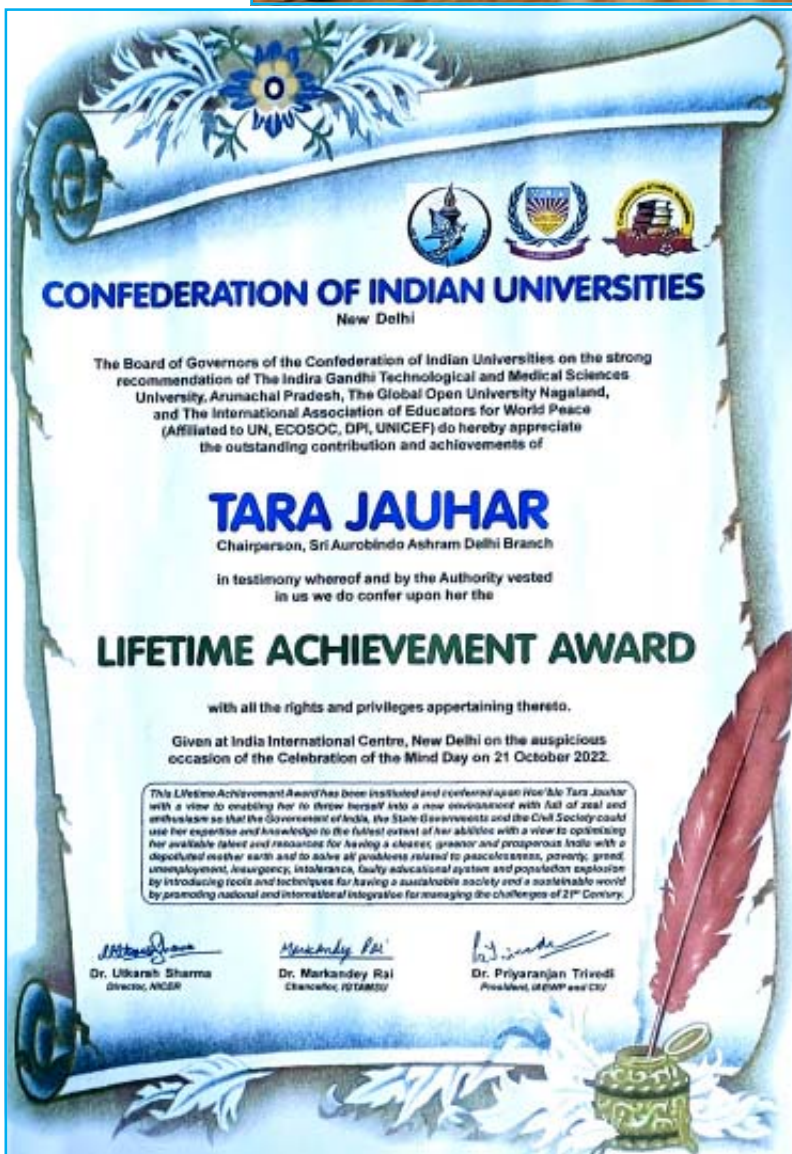 CONFEDERATION OF INDIAN UNIVERSITIES
New Delhi
The Board of Governors of the Confederation of Indian Universities on the strong
recommendation of The Indira Gandhi Technological and Medical Sciences
University, Arunachal Pradesh, The Global Open University Nagaland,
and The International Association of Educators for World Peace
(Affiliated to UN, ECOSOC, DPI, UNICEF) do hereby appreciate
the outstanding contribution and achievements of
TARA JAUHAR
Chairperson, Sri Aurobindo Ashram Delhi Branch
in testimony whereof and by the Authority vested
in us we do confer upon her the
LIFETIME ACHIEVEMENT AWARD
with all the rights and privileges appertaining thereto.
Given at India International Centre, New Delhi on the auspicious
occasion of the Celebration of the Mind Day on 21 October 2022.
This Lifetime Achievement Award has been instituted and conferred upon Hon'ble Tara Jauhar
with a view to enabling her to throw herself into a new environment with full of zeal and
enthusiasm so that the Government of India, the State Governments and the Civil Society could
use her expertise and knowledge to the fullest extent of her abilities with a view to optimising
her available talent and resources for having a cleaner, greener and prosperous India with a
depolluted mother earth and to solve all problems related to peacelessness, poverty, greed,
unemployment, insurgency, intolerance, faulty educational system and population explosion
by introducing tools and techniques for having a sustainable society and a sustainable world
by promoting national and international integration for managing the challenges of 21st Century.
Markandey Rai
Dr. Utkarsh Sharma
Director, NICER
Dr. Markandey Rai
Chancellor, IGTAMSU
Dr. Priyaranjan Trivedi
President, IAEWP and CIU